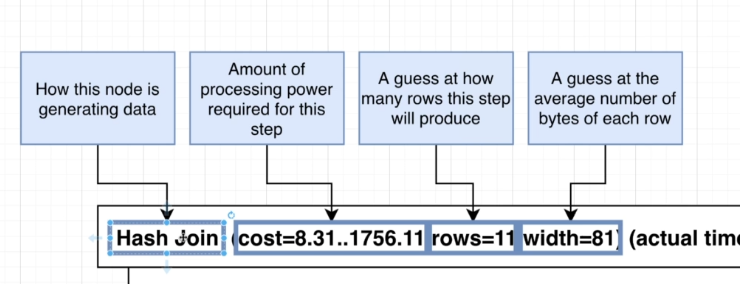 How this node is
generating data
Amount of
processing power
required for this
step
A guess at how
many rows this step
will produce
A guess at the
average number of
bytes of each row
Hash Join (cost=8.31..1756.11 rows=11 width=81) (actual time